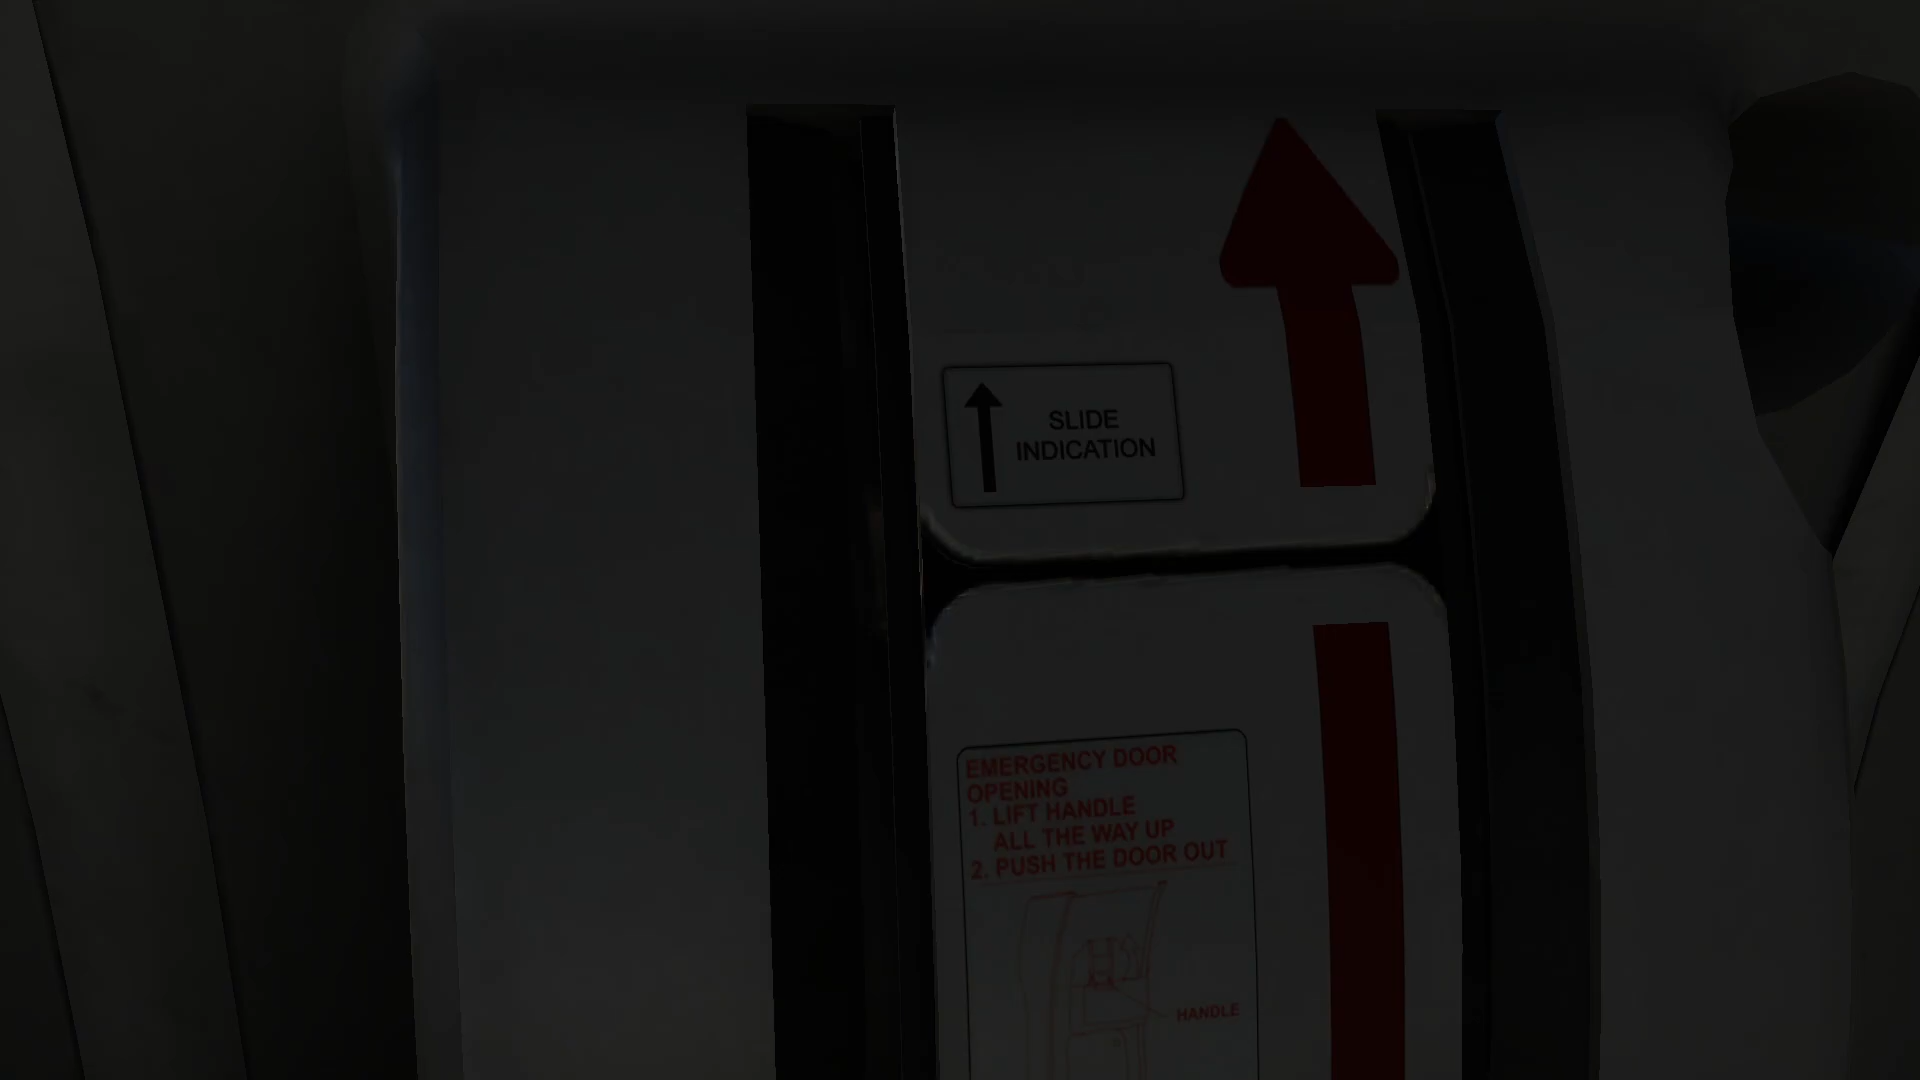 SLIDE
INDICATION
EMERGENCY DOOR
OPENING
1. LIFT HANDLE
ALL THE WAY UP
2. PUSH THE DOOR OUT
HANDLE